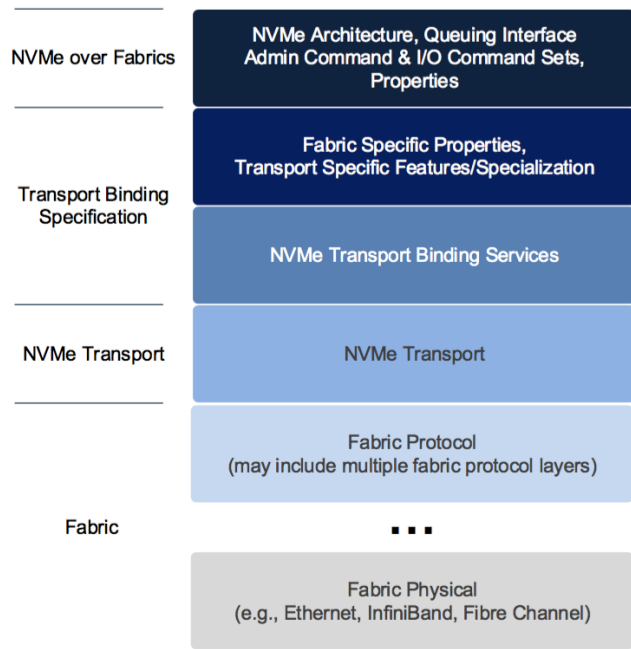 NVMe over Fabrics
NVMe Architecture, Queuing Interface
Admin Command & I/O Command Sets,
Properties
Transport Binding
Specification
Fabric Specific Properties,
Transport Specific Features/Specialization
NVMe Transport Binding Services
NVMe Transport
NVMe Transport
Fabric
Fabric Protocol
(may include multiple fabric protocol layers)
...
Fabric Physical
(e.g., Ethernet, InfiniBand, Fibre Channel)